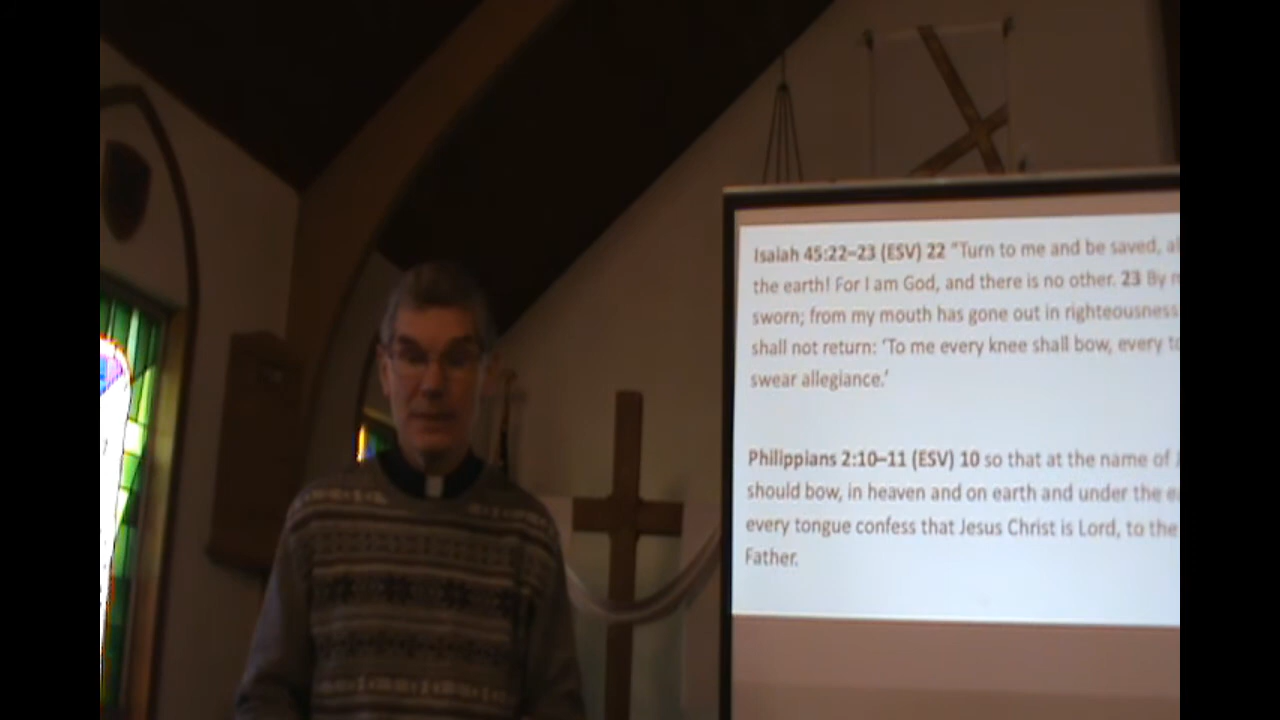 Isaiah 45:22–23 (ESV) 22 “Turn to me and be saved,
the earth! For I am God, and there is no other. 23 By
sworn; from my mouth has gone out in righteousness
shall not return: ‘To me every knee shall bow, every
swear allegiance.’
Philippians 2:10–11 (ESV) 10 so that at the name of
should bow, in heaven and on earth and under the
every tongue confess that Jesus Christ is Lord, to the
Father.